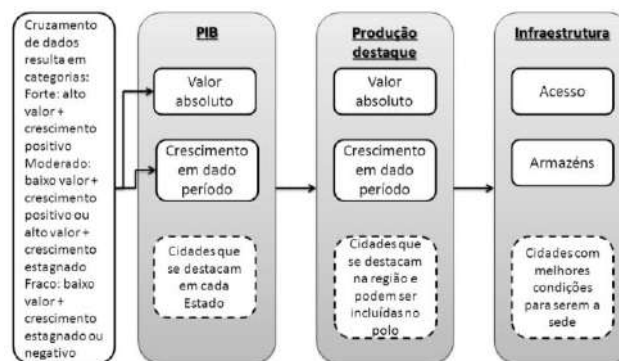 Cruzamento
de dados
resulta em
categorias:
Forte: alto
valor +
crescimento
positivo
Moderado:
baixo valor +
crescimento
positivo ou
alto valor +
crescimento
estagnado
Fraco: baixo
valor +
crescimento
estagnado ou
negativo
PIB
Valor
absoluto
Crescimento
em dado
período
Cidades que
se destacam
em cada
Estado
Produção
destaque
Valor
absoluto
Crescimento
em dado
período
Cidades que
se destacam
na região e
podem ser
incluídas no
polo
Infraestrutura
Acesso
Armazéns
Cidades com
melhores
condições
para serem a
sede